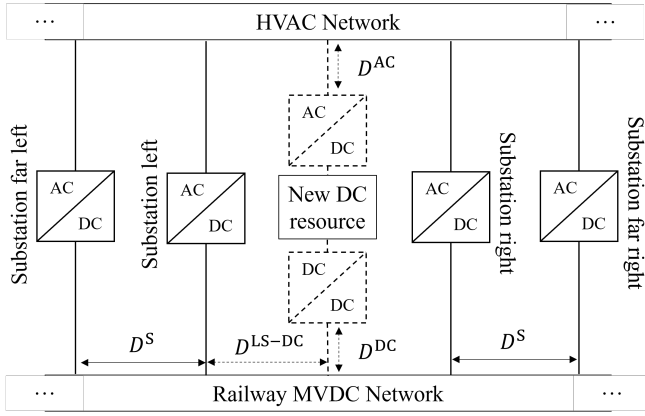 ... HVAC Network ...
D^AC
AC
DC
Substation far left
AC
DC
Substation left
AC
DC
New DC
resource
AC
DC
Substation right
AC
DC
Substation far right
DC
DC
D^S
D^LS−DC
D^DC
D^S
... Railway MVDC Network ...